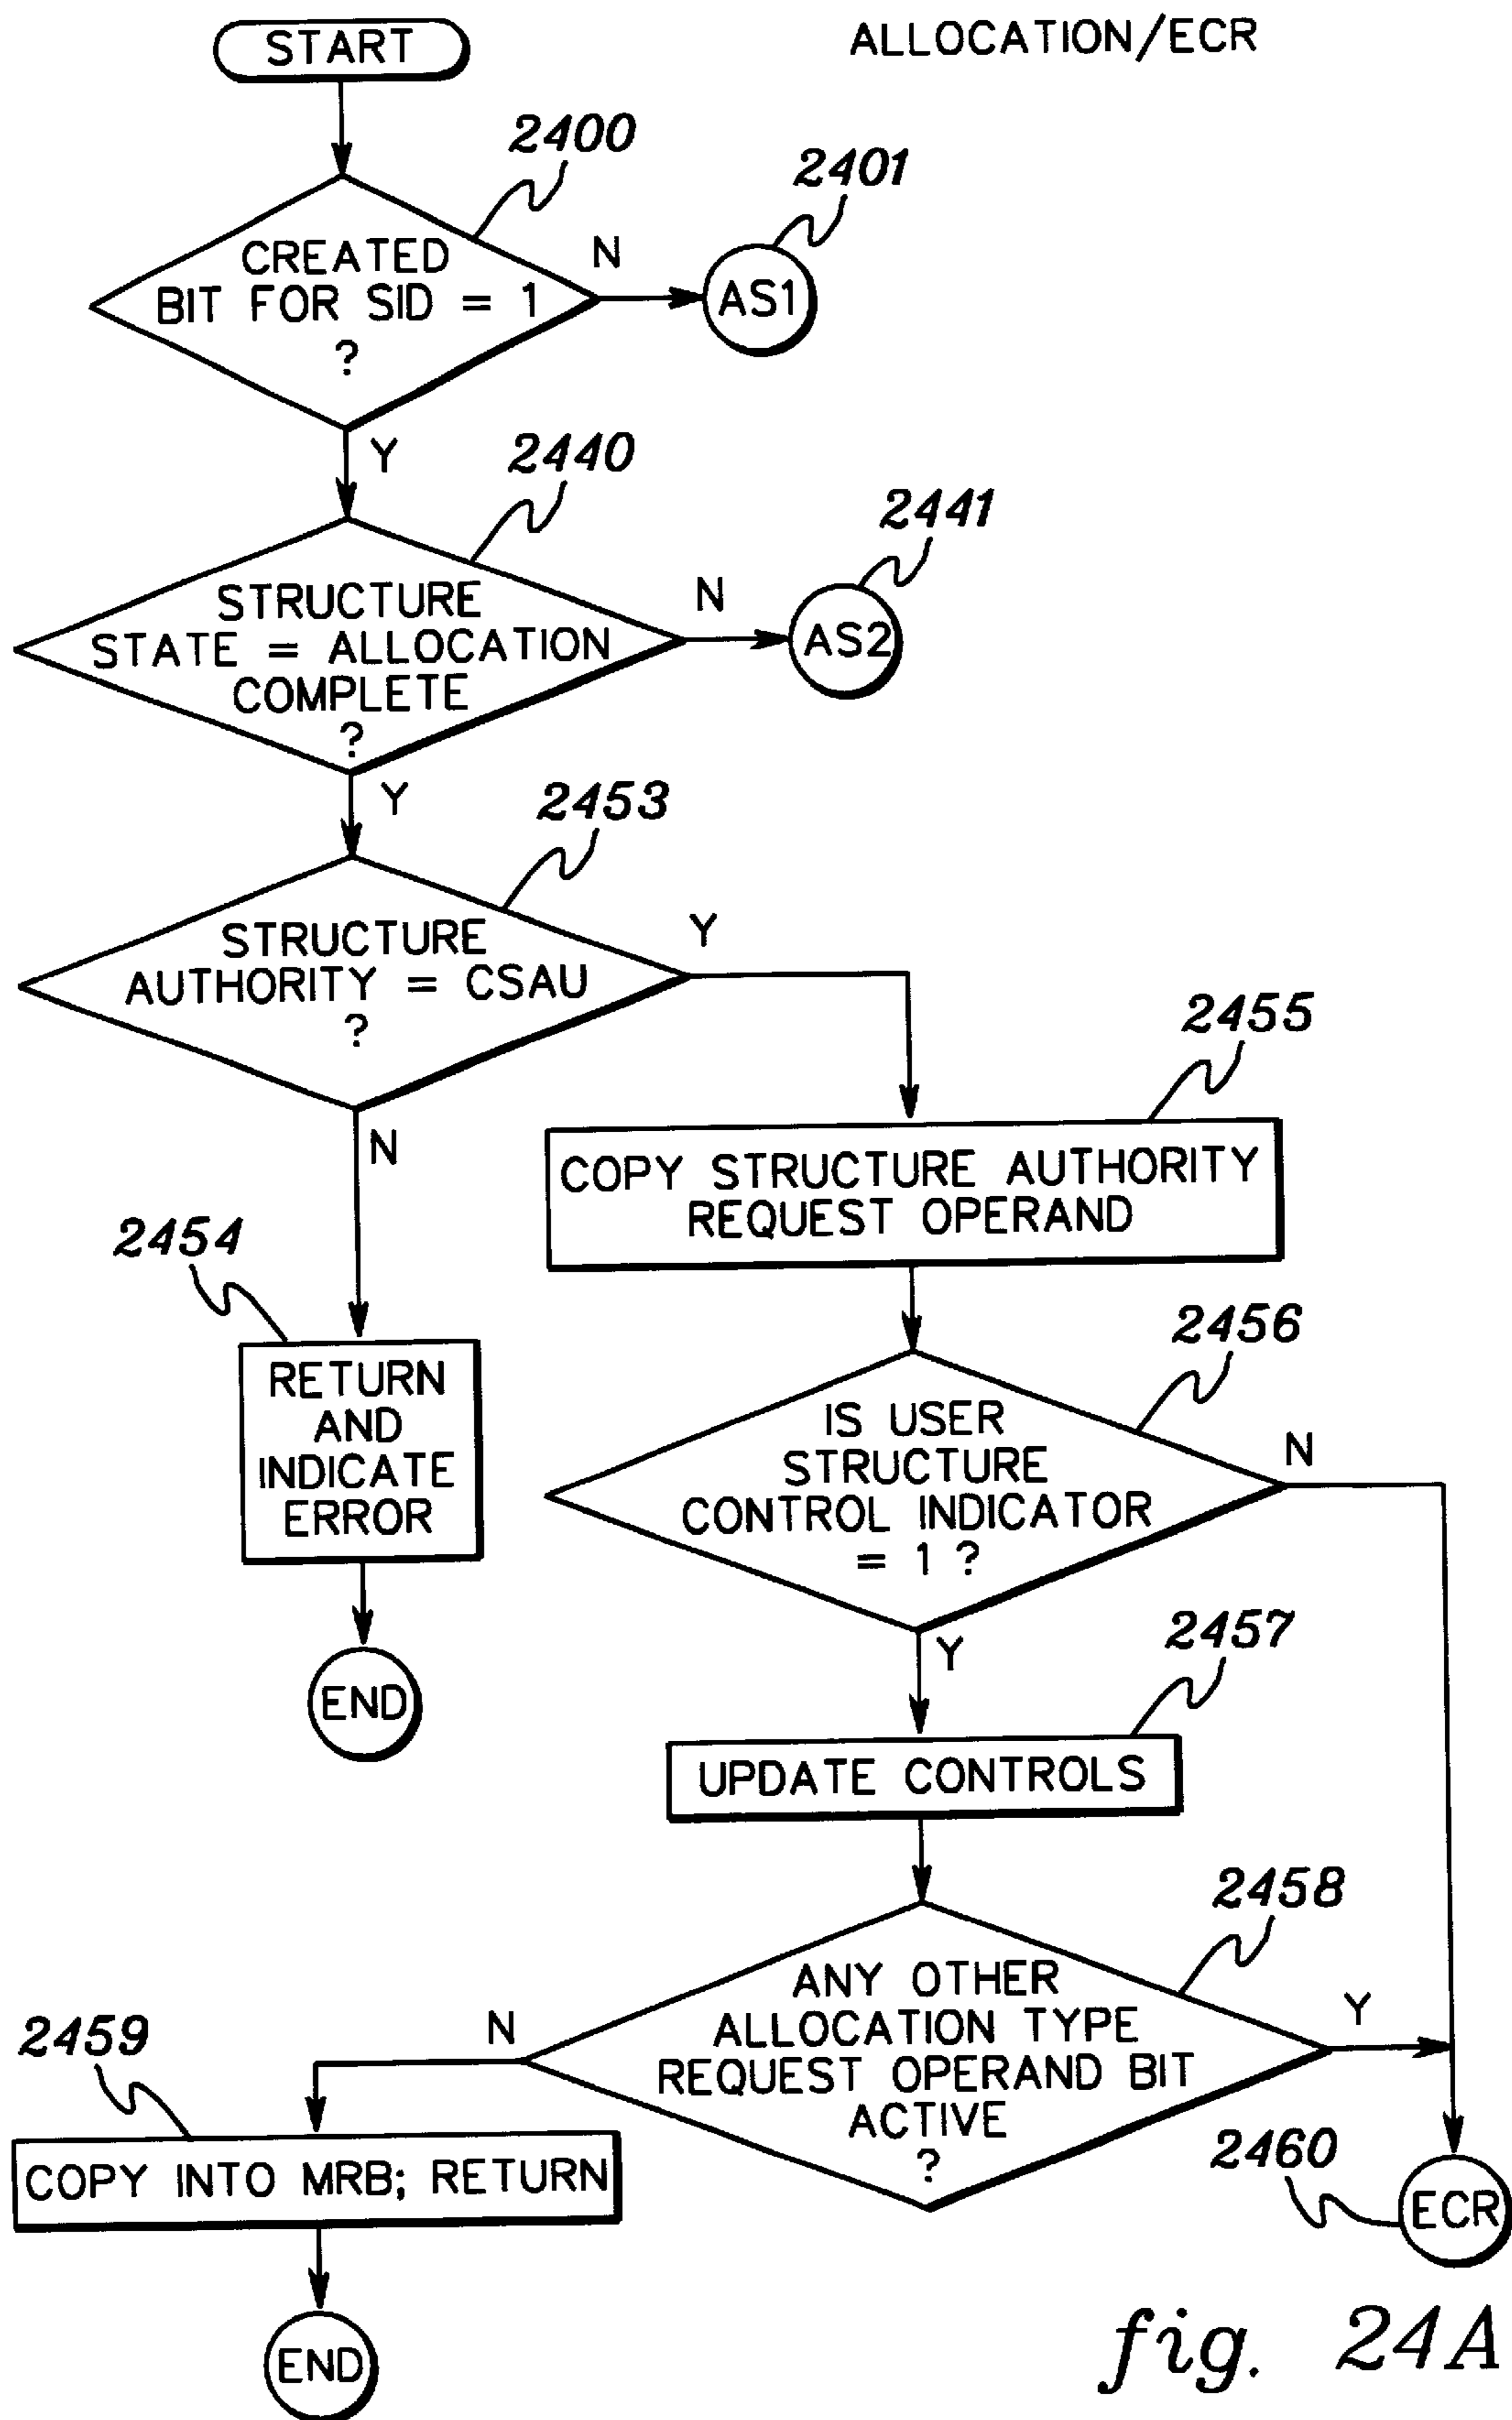 START
ALLOCATION/ECR
2400
2401
CREATED
BIT FOR SID = 1
?
N
AS1
Y
2440
2441
STRUCTURE
STATE = ALLOCATION
COMPLETE
?
N
AS2
Y
2453
STRUCTURE
AUTHORITY = CSAU
?
Y
N
2455
COPY STRUCTURE AUTHORITY
REQUEST OPERAND
2454
RETURN
AND
INDICATE
ERROR
END
2456
IS USER
STRUCTURE
CONTROL INDICATOR
= 1 ?
N
Y
2457
UPDATE CONTROLS
2458
ANY OTHER
ALLOCATION TYPE
REQUEST OPERAND BIT
ACTIVE
?
N
Y
2459
COPY INTO MRB; RETURN
END
2460
ECR
fig. 24A